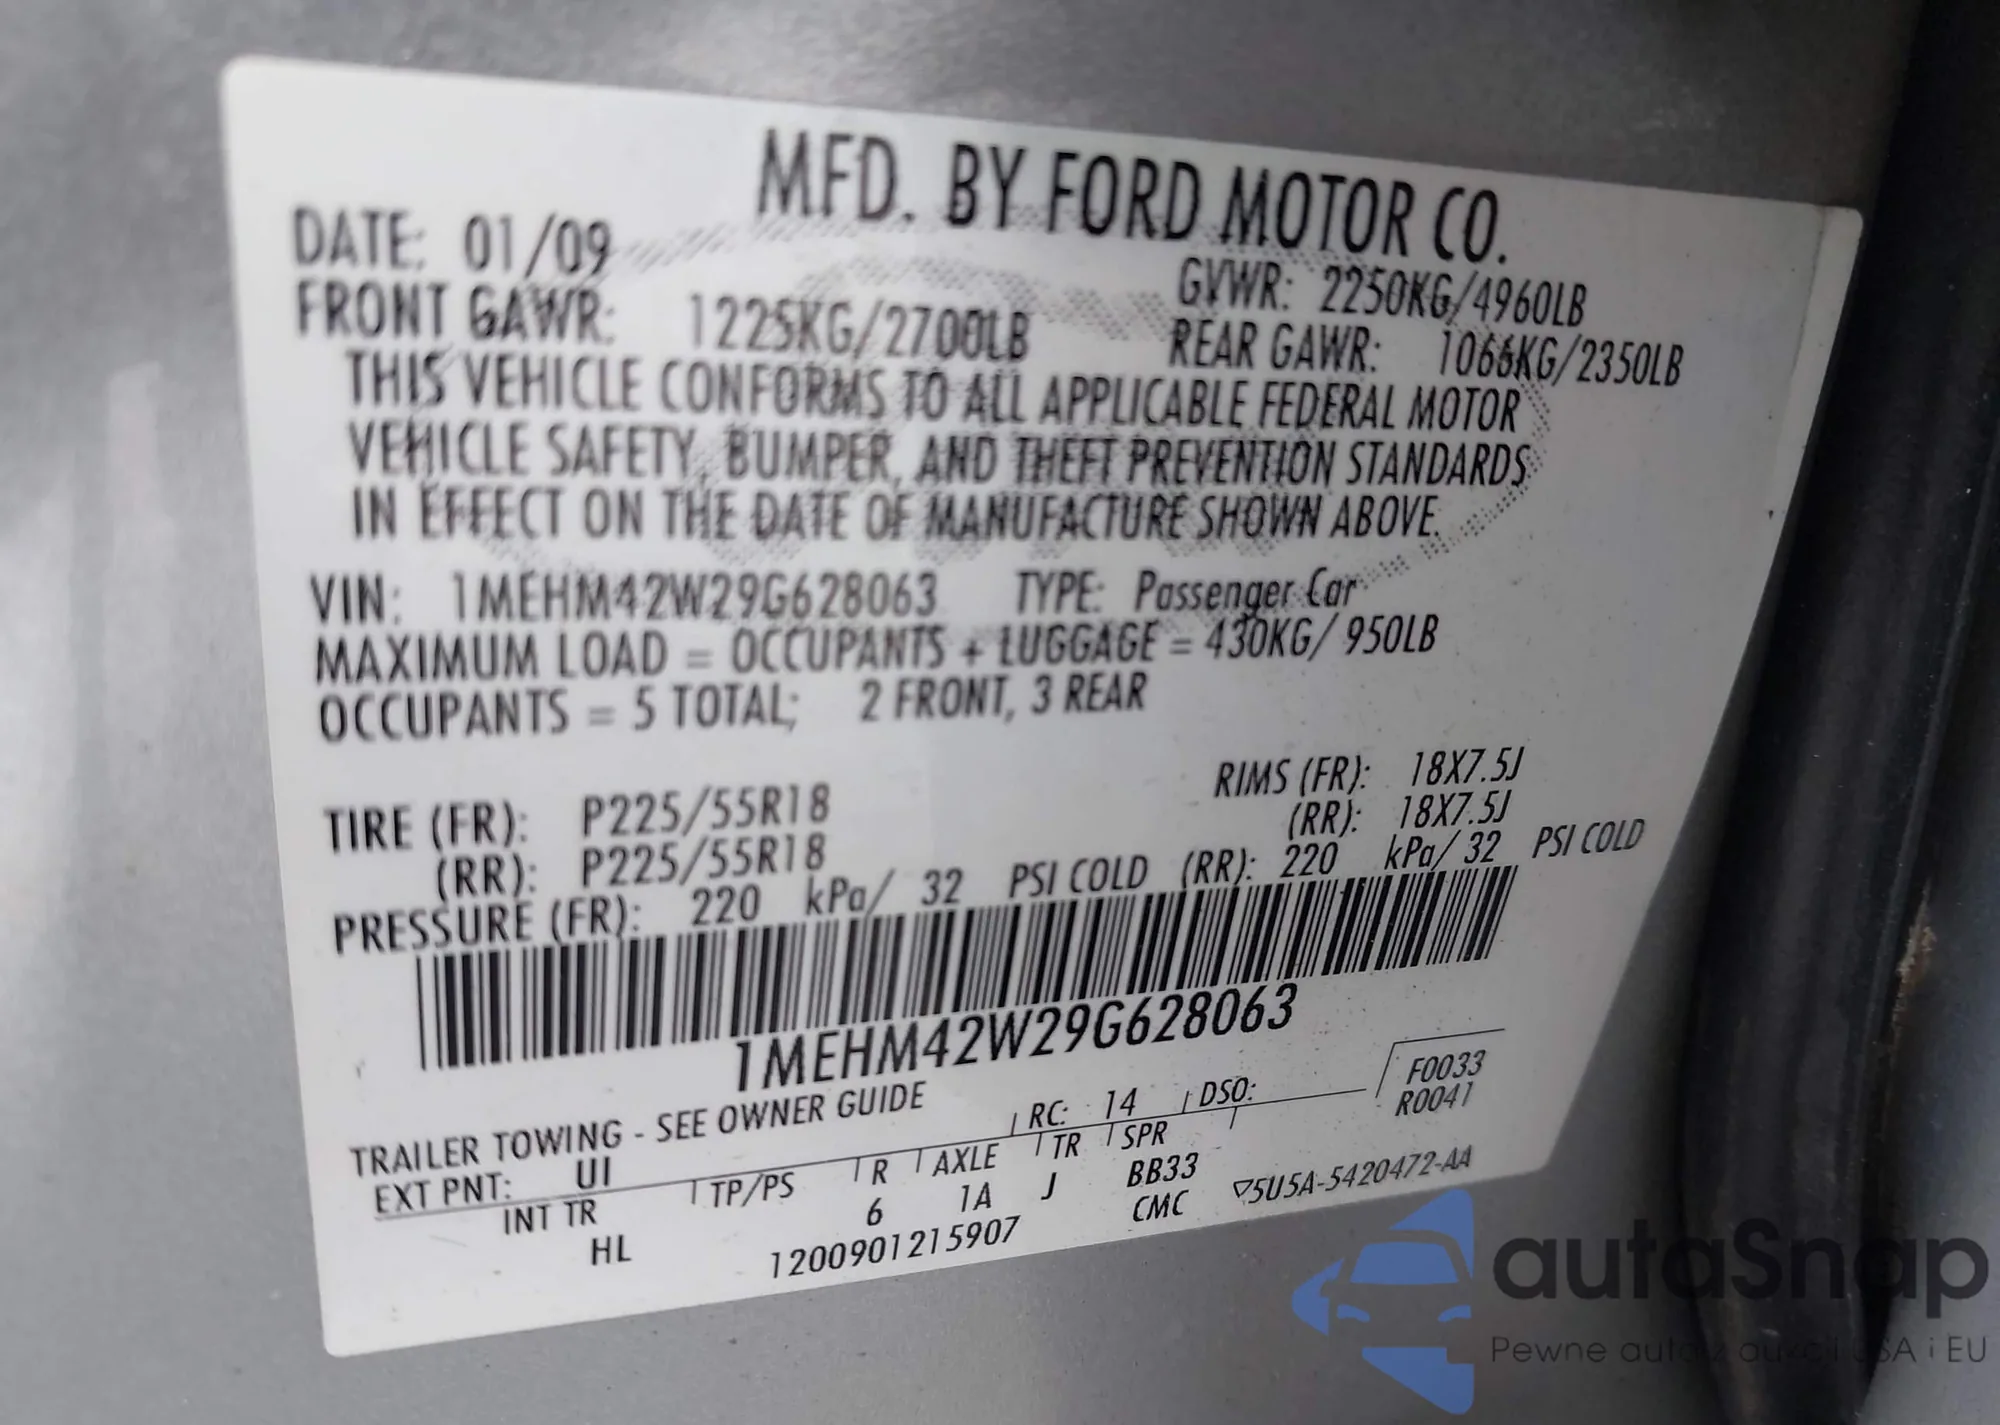 MFD. BY FORD MOTOR CO.
DATE: 01/09
GVWR: 2250KG/4960LB
FRONT GAWR: 1225KG/2700LB
REAR GAWR: 1066KG/2350LB
THIS VEHICLE CONFORMS TO ALL APPLICABLE FEDERAL MOTOR
VEHICLE SAFETY, BUMPER, AND THEFT PREVENTION STANDARDS
IN EFFECT ON THE DATE OF MANUFACTURE SHOWN ABOVE.
VIN: 1MEHM42W29G628063 TYPE: Passenger Car
MAXIMUM LOAD = OCCUPANTS + LUGGAGE = 430KG/ 950LB
OCCUPANTS = 5 TOTAL; 2 FRONT, 3 REAR
TIRE (FR): P225/55R18 RIMS (FR): 18X7.5J
(RR): P225/55R18 (RR): 18X7.5J
PRESSURE (FR): 220 kPa/ 32 PSI COLD (RR): 220 kPa/ 32 PSI COLD
1MEHM42W29G628063
TRAILER TOWING - SEE OWNER GUIDE
F0033
EXT PNT: UI RC: 14 DSO: R0041
INT TR TP/PS R AXLE TR SPR
HL 6 1A J BB33
1200901215907 CMC ▽5U5A-5420472-AA
autaSnap
Pewne auta z aukcji USA i EU